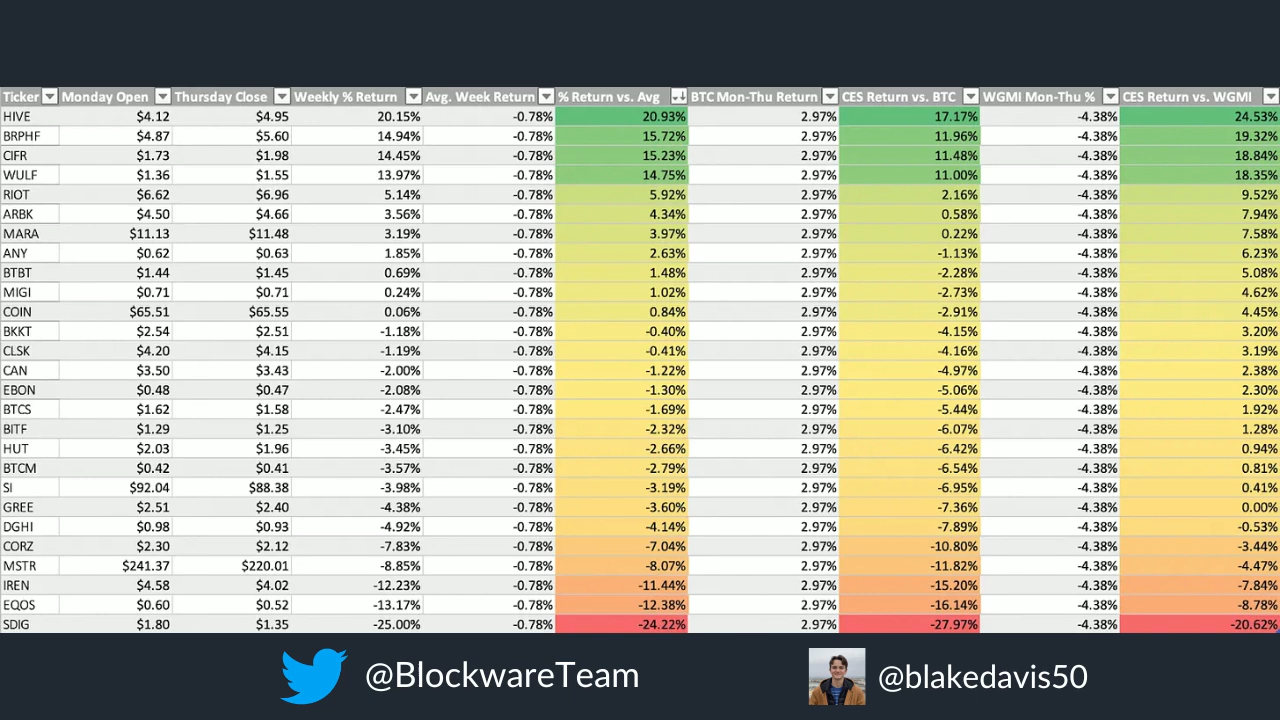 Ticker Monday Open Thursday Close Weekly % Return Avg. Week Return % Return vs. Avg BTC Mon-Thu Return CES Return vs. BTC WGMI Mon-Thu % CES Return vs. WGMI
HIVE $4.12 $4.95 20.15% -0.78% 20.93% 2.97% 17.17% -4.38% 24.53%
BRPHF $4.87 $5.60 14.94% -0.78% 15.72% 2.97% 11.96% -4.38% 19.32%
CIFR $1.73 $1.98 14.45% -0.78% 15.23% 2.97% 11.48% -4.38% 18.84%
WULF $1.36 $1.55 13.97% -0.78% 14.75% 2.97% 11.00% -4.38% 18.35%
RIOT $6.62 $6.96 5.14% -0.78% 5.92% 2.97% 2.16% -4.38% 9.52%
ARBK $4.50 $4.66 3.56% -0.78% 4.34% 2.97% 0.58% -4.38% 7.94%
MARA $11.13 $11.48 3.19% -0.78% 3.97% 2.97% 0.22% -4.38% 7.58%
ANY $0.62 $0.63 1.85% -0.78% 2.63% 2.97% -1.13% -4.38% 6.23%
BTBT $1.44 $1.45 0.69% -0.78% 1.48% 2.97% -2.28% -4.38% 5.08%
MIGI $0.71 $0.71 0.24% -0.78% 1.02% 2.97% -2.73% -4.38% 4.62%
COIN $65.51 $65.55 0.06% -0.78% 0.84% 2.97% -2.91% -4.38% 4.45%
BKKT $2.54 $2.51 -1.18% -0.78% -0.40% 2.97% -4.15% -4.38% 3.20%
CLSK $4.20 $4.15 -1.19% -0.78% -0.41% 2.97% -4.16% -4.38% 3.19%
CAN $3.50 $3.43 -2.00% -0.78% -1.22% 2.97% -4.97% -4.38% 2.38%
EBON $0.48 $0.47 -2.08% -0.78% -1.30% 2.97% -5.06% -4.38% 2.30%
BTCS $1.62 $1.58 -2.47% -0.78% -1.69% 2.97% -5.44% -4.38% 1.92%
BITF $1.29 $1.25 -3.10% -0.78% -2.32% 2.97% -6.07% -4.38% 1.28%
HUT $2.03 $1.96 -3.45% -0.78% -2.66% 2.97% -6.42% -4.38% 0.94%
BTCM $0.42 $0.41 -3.57% -0.78% -2.79% 2.97% -6.54% -4.38% 0.81%
SI $92.04 $88.38 -3.98% -0.78% -3.19% 2.97% -6.95% -4.38% 0.41%
GREE $2.51 $2.40 -4.38% -0.78% -3.60% 2.97% -7.36% -4.38% 0.00%
DGHI $0.98 $0.93 -4.92% -0.78% -4.14% 2.97% -7.89% -4.38% -0.53%
CORZ $2.30 $2.12 -7.83% -0.78% -7.04% 2.97% -10.80% -4.38% -3.44%
MSTR $241.37 $220.01 -8.85% -0.78% -8.07% 2.97% -11.82% -4.38% -4.47%
IREN $4.58 $4.02 -12.23% -0.78% -11.44% 2.97% -15.20% -4.38% -7.84%
EQOS $0.60 $0.52 -13.17% -0.78% -12.38% 2.97% -16.14% -4.38% -8.78%
SDIG $1.80 $1.35 -25.00% -0.78% -24.22% 2.97% -27.97% -4.38% -20.62%
@BlockwareTeam @blakedavis50